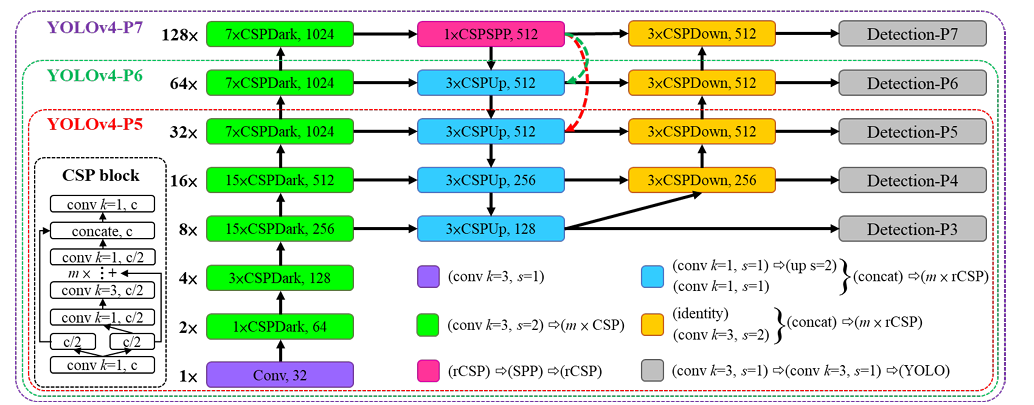 YOLOv4-P7
128× 7×CSPDark, 1024 1×CSPSPP, 512 3×CSPDown, 512 Detection-P7
YOLOv4-P6
64× 7×CSPDark, 1024 3×CSPUp, 512 3×CSPDown, 512 Detection-P6
YOLOv4-P5
32× 7×CSPDark, 1024 3×CSPUp, 512 3×CSPDown, 512 Detection-P5
16× 15×CSPDark, 512 3×CSPUp, 256 3×CSPDown, 256 Detection-P4
8× 15×CSPDark, 256 3×CSPUp, 128 Detection-P3
4× 3×CSPDark, 128
2× 1×CSPDark, 64
1× Conv, 32
CSP block
conv k=1, c
concate, c
conv k=1, c/2
m × ⋮ +
conv k=3, c/2
conv k=1, c/2
c/2 c/2
conv k=1, c
(conv k=3, s=1)
(conv k=3, s=2) ⇨(m × CSP)
(rCSP) ⇨(SPP) ⇨(rCSP)
(conv k=1, s=1) ⇨(up s=2)
(conv k=1, s=1)
}(concat) ⇨(m × rCSP)
(identity)
(conv k=3, s=2)
}(concat) ⇨(m × rCSP)
(conv k=3, s=1) ⇨(conv k=3, s=1) ⇨(YOLO)